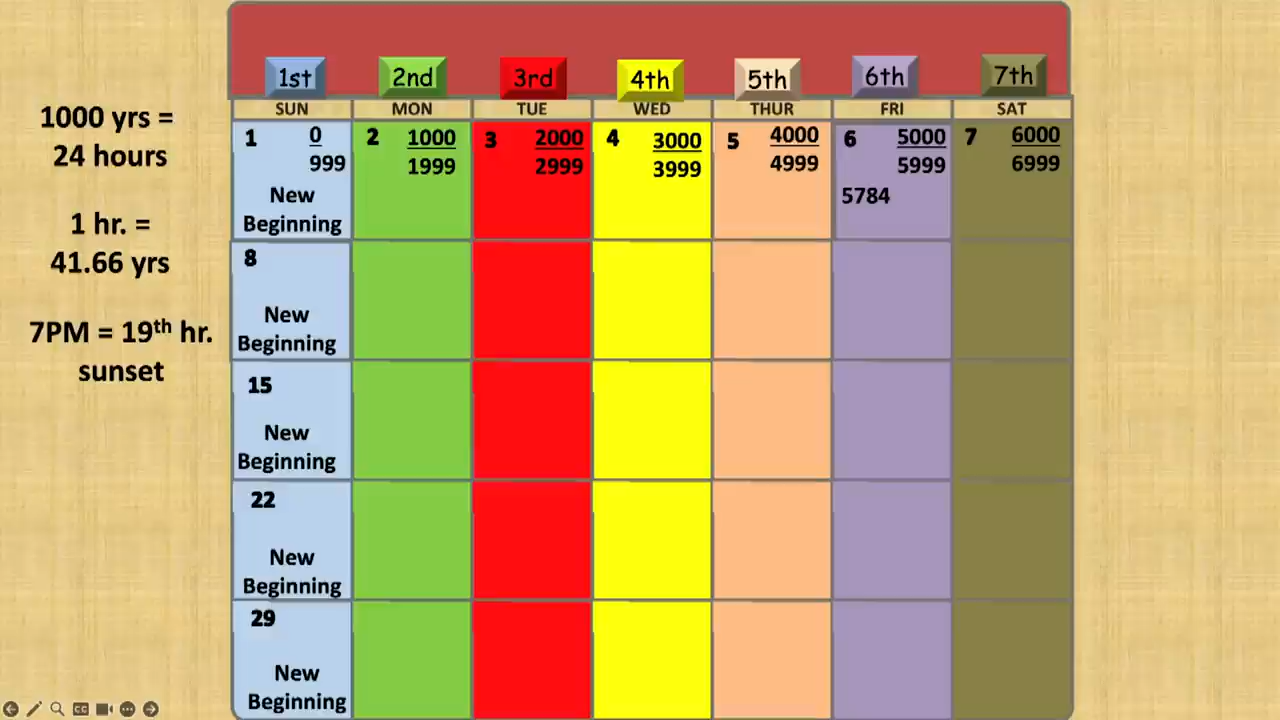 1st 2nd 3rd 4th 5th 6th 7th
SUN MON TUE WED THUR FRI SAT
1000 yrs =
24 hours
1 hr. =
41.66 yrs
7PM = 19th hr.
sunset
1 0
999
New
Beginning
2 1000
1999
3 2000
2999
4 3000
3999
5 4000
4999
6 5000
5999
5784
7 6000
6999
8
New
Beginning
15
New
Beginning
22
New
Beginning
29
New
Beginning
CC